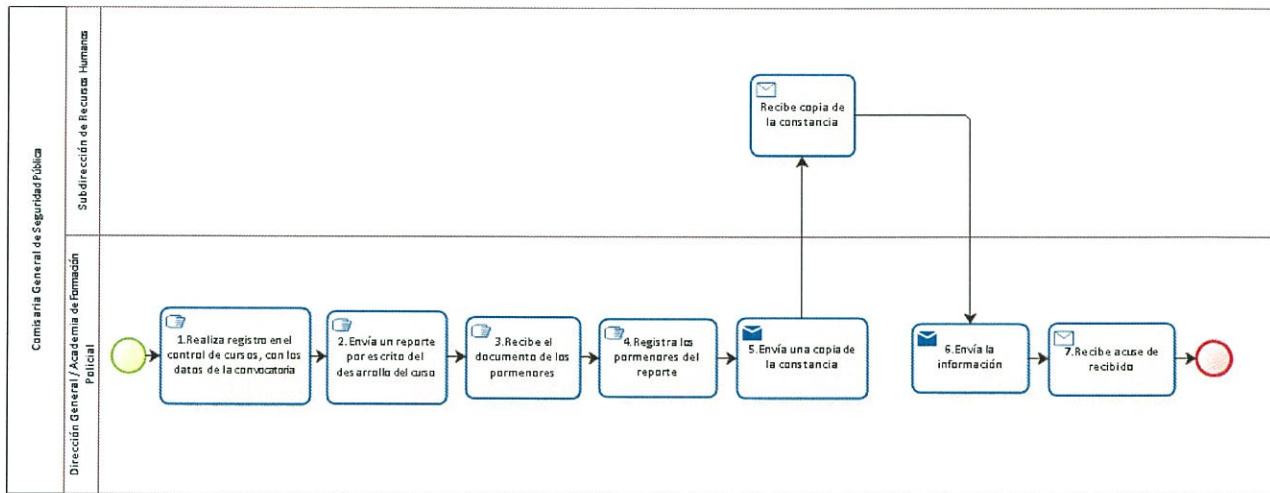 Comisaria General de Seguridad Pública
Subdirección de Recursos Humanos
Recibe copia de
la constancia
Dirección General / Academia de Formación
Policial
1.Realiza registro en el
control de cursos, con los
datos de la convocatoria
2. Envía un reporte
por escrito del
desarrollo del curso
3.Recibe el
documento de los
pormenores
4.Registra los
pormenores del
reporte
5.Envía una copia de
la constancia
6.Envía la
información
7.Recibe acuse de
recibido